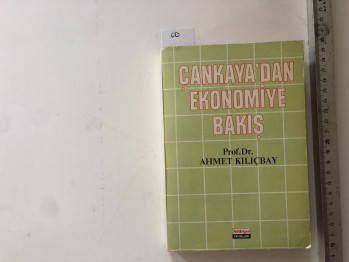 60
ÇANKAYA'DAN
EKONOMİYE
BAKIŞ
Prof.Dr.
AHMET KILIÇBAY